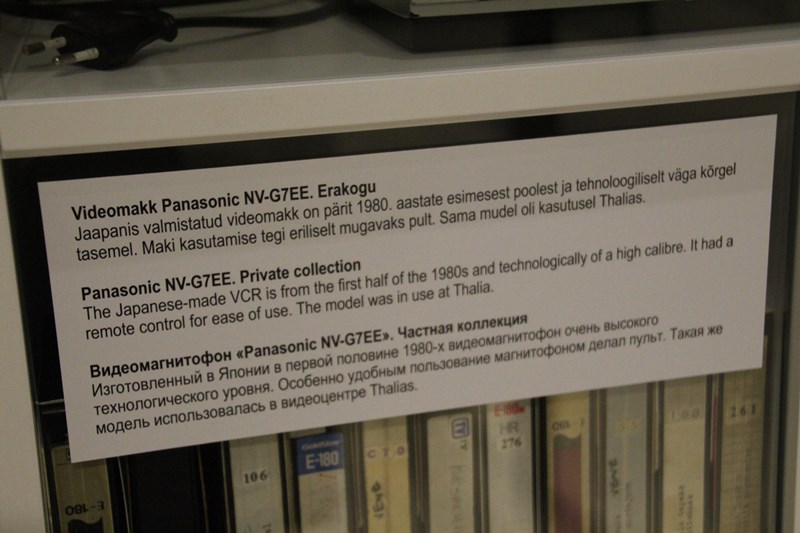 Videomakk Panasonic NV-G7EE. Erakogu
Jaapanis valmistatud videomakk on pärit 1980. aastate esimesest poolest ja tehnoloogiliselt väga kõrgel
tasemel. Maki kasutamise tegi eriliselt mugavaks pult. Sama mudel oli kasutusel Thalias.
Panasonic NV-G7EE. Private collection
The Japanese-made VCR is from the first half of the 1980s and technologically of a high calibre. It had a
remote control for ease of use. The model was in use at Thalia.
Видеомагнитофон «Panasonic NV-G7EE». Частная коллекция
Изготовленный в Японии в первой половине 1980-х видеомагнитофон очень высокого
технологического уровня. Особенно удобным пользование магнитофоном делал пульт. Такая же
модель использовалась в видеоцентре Thalias.
E-180
106
E-180
E-180
HR
276
261